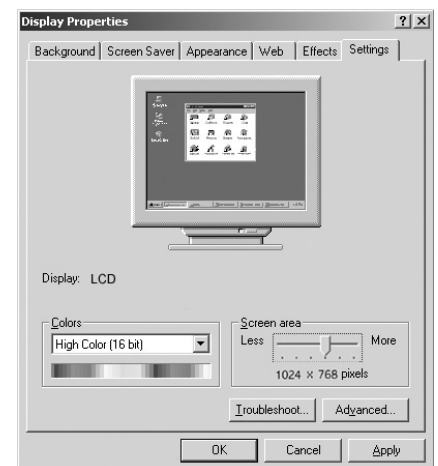 Display Properties
Background Screen Saver Appearance Web Effects Settings
Display: LCD
Colors
High Color (16 bit)
Screen area
Less More
1024 × 768 pixels
Troubleshoot... Advanced...
OK Cancel Apply